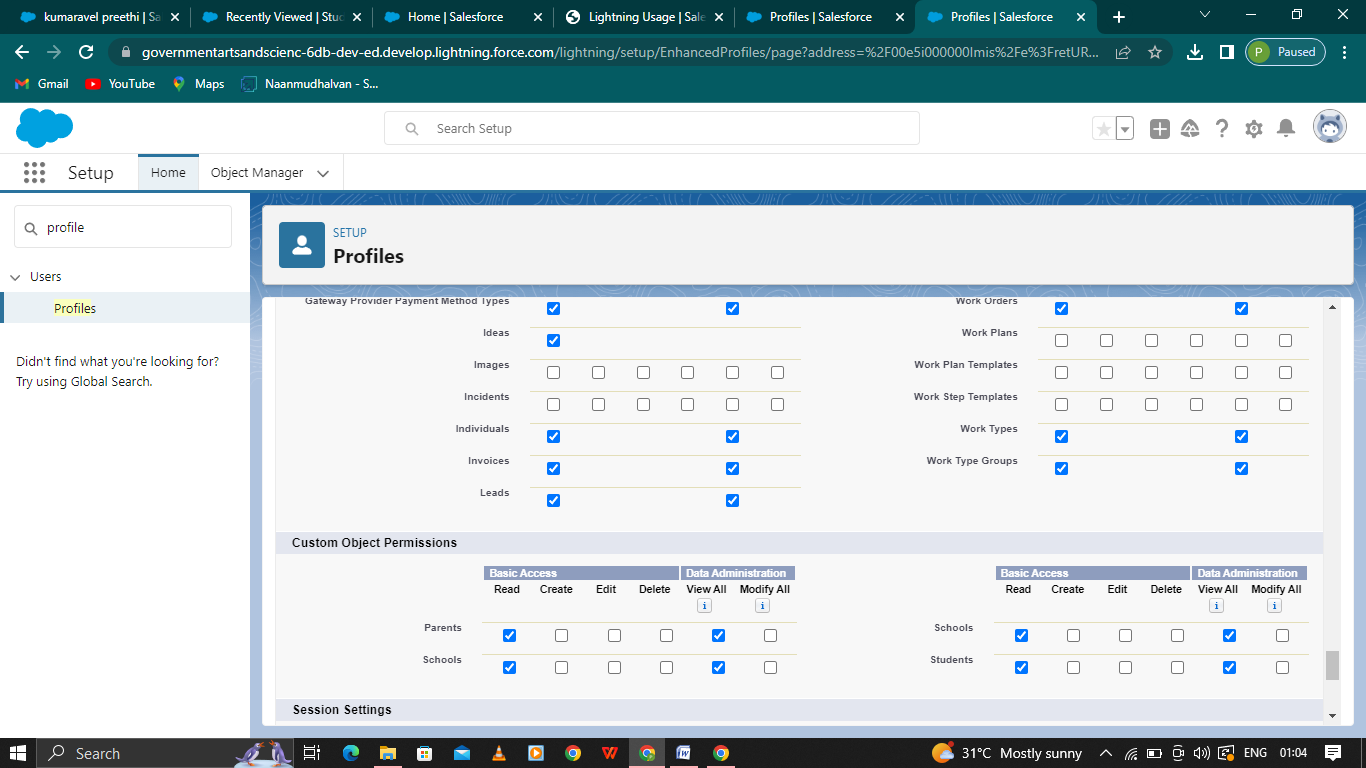 kumaravel preethi | Sa
Recently Viewed | Stud
Home | Salesforce
Lightning Usage | Sale
Profiles | Salesforce
Profiles | Salesforce
governmentartsandscienc-6db-dev-ed.develop.lightning.force.com/lightning/setup/EnhancedProfiles/page?address=%2F00e5i000000lmis%2Fe%3FretUR...
P Paused
Gmail
YouTube
Maps
Naanmudhalvan - S...
Search Setup
Setup
Home
Object Manager
profile
Users
Profiles
Didn't find what you're looking for?
Try using Global Search.
SETUP
Profiles
Gateway Provider Payment Method Types
Ideas
Images
Incidents
Individuals
Invoices
Leads
Work Orders
Work Plans
Work Plan Templates
Work Step Templates
Work Types
Work Type Groups
Custom Object Permissions
Basic Access Data Administration
Read Create Edit Delete View All Modify All
Parents
Schools
Basic Access Data Administration
Read Create Edit Delete View All Modify All
Schools
Students
Session Settings
Search
31°C Mostly sunny
ENG
01:04